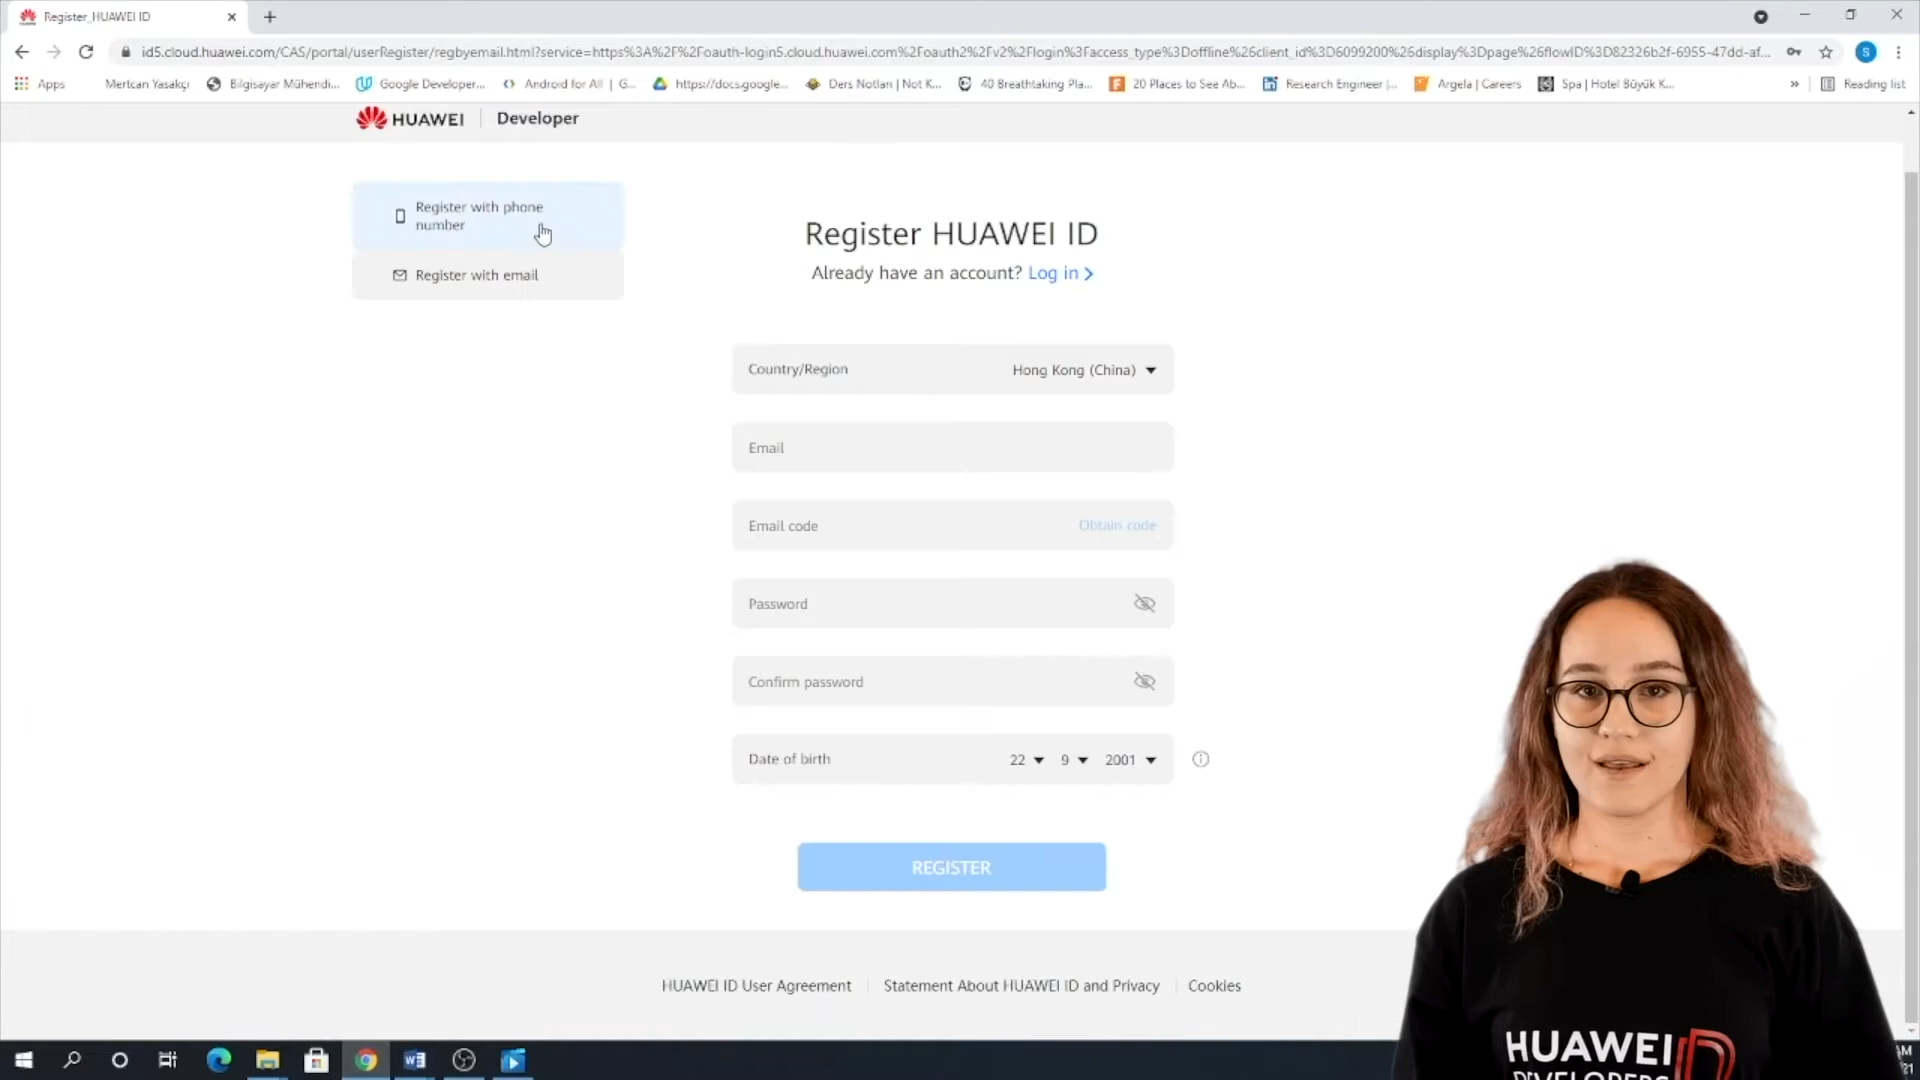 Register_HUAWEI ID
id5.cloud.huawei.com/CAS/portal/userRegister/regbyemail.html?service=https%3A%2F%2Foauth-login5.cloud.huawei.com%2Foauth2%2Fv2%2Flogin%3Faccess_type%3Doffline%26client_id%3D6099200%26display%3Dpage%26flowID%3D82326b2f-6955-47dd-af...
S
Apps
Mertcan Yasakçı
Bilgisayar Mühendi...
Google Developer...
Android for All | G...
https://docs.google...
Ders Notları | Not K...
40 Breathtaking Pla...
20 Places to See Ab...
Research Engineer |...
Argela | Careers
Spa | Hotel Büyük K...
»
Reading list
HUAWEI | Developer
Register with phone
number
Register with email
Register HUAWEI ID
Already have an account? Log in >
Country/Region Hong Kong (China)
Email
Email code Obtain code
Password
Confirm password
Date of birth 22 9 2001
REGISTER
HUAWEI ID User Agreement
Statement About HUAWEI ID and Privacy
Cookies
HUAWEI
DEVELOPERS